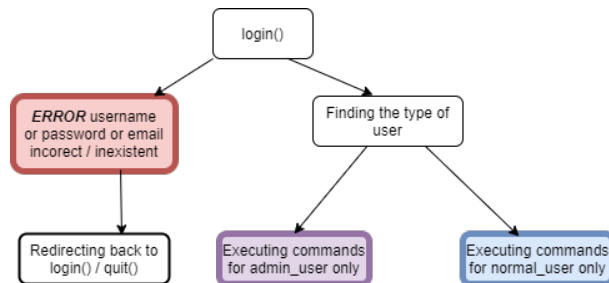 login()
ERROR username
or password or email
incorect / inexistent
Finding the type of
user
Redirecting back to
login() / quit()
Executing commands
for admin_user only
Executing commands
for normal_user only